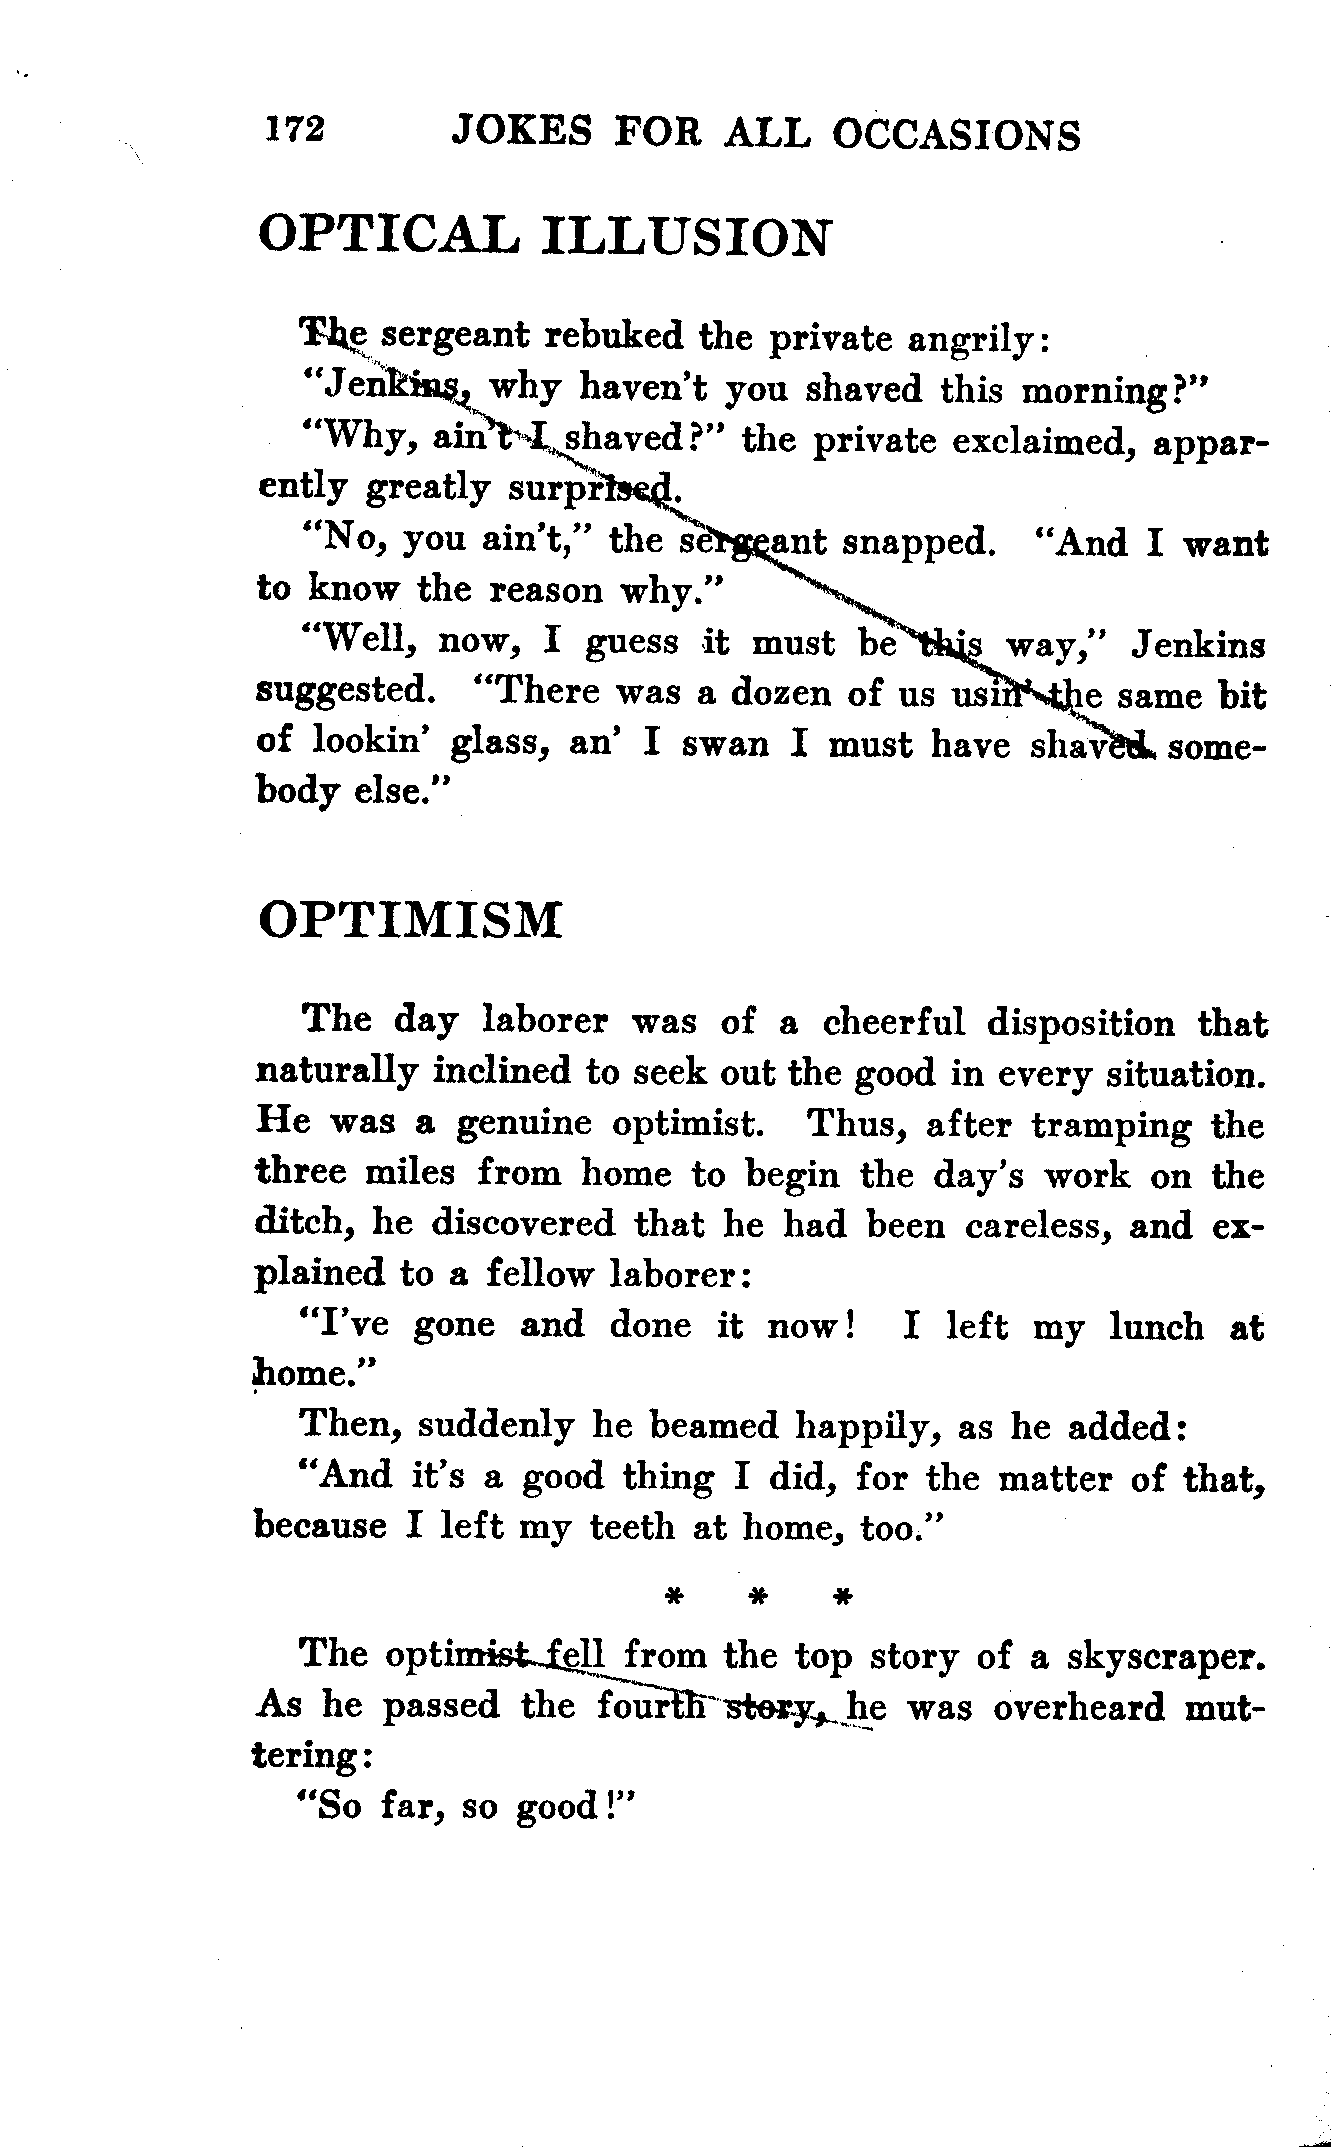 172 JOKES FOR ALL OCCASIONS
OPTICAL ILLUSION
The sergeant rebuked the private angrily:
“Jenkins, why haven’t you shaved this morning?”
“Why, ain’t I shaved?” the private exclaimed, appar-
ently greatly surprised.
“No, you ain’t,” the sergeant snapped. “And I want
to know the reason why.”
“Well, now, I guess it must be this way,” Jenkins
suggested. “There was a dozen of us usin’ the same bit
of lookin’ glass, an’ I swan I must have shaved some-
body else.”
OPTIMISM
The day laborer was of a cheerful disposition that
naturally inclined to seek out the good in every situation.
He was a genuine optimist. Thus, after tramping the
three miles from home to begin the day’s work on the
ditch, he discovered that he had been careless, and ex-
plained to a fellow laborer:
“I’ve gone and done it now! I left my lunch at
home.”
Then, suddenly he beamed happily, as he added:
“And it’s a good thing I did, for the matter of that,
because I left my teeth at home, too.”
* * *
The optimist fell from the top story of a skyscraper.
As he passed the fourth story, he was overheard mut-
tering:
“So far, so good!”